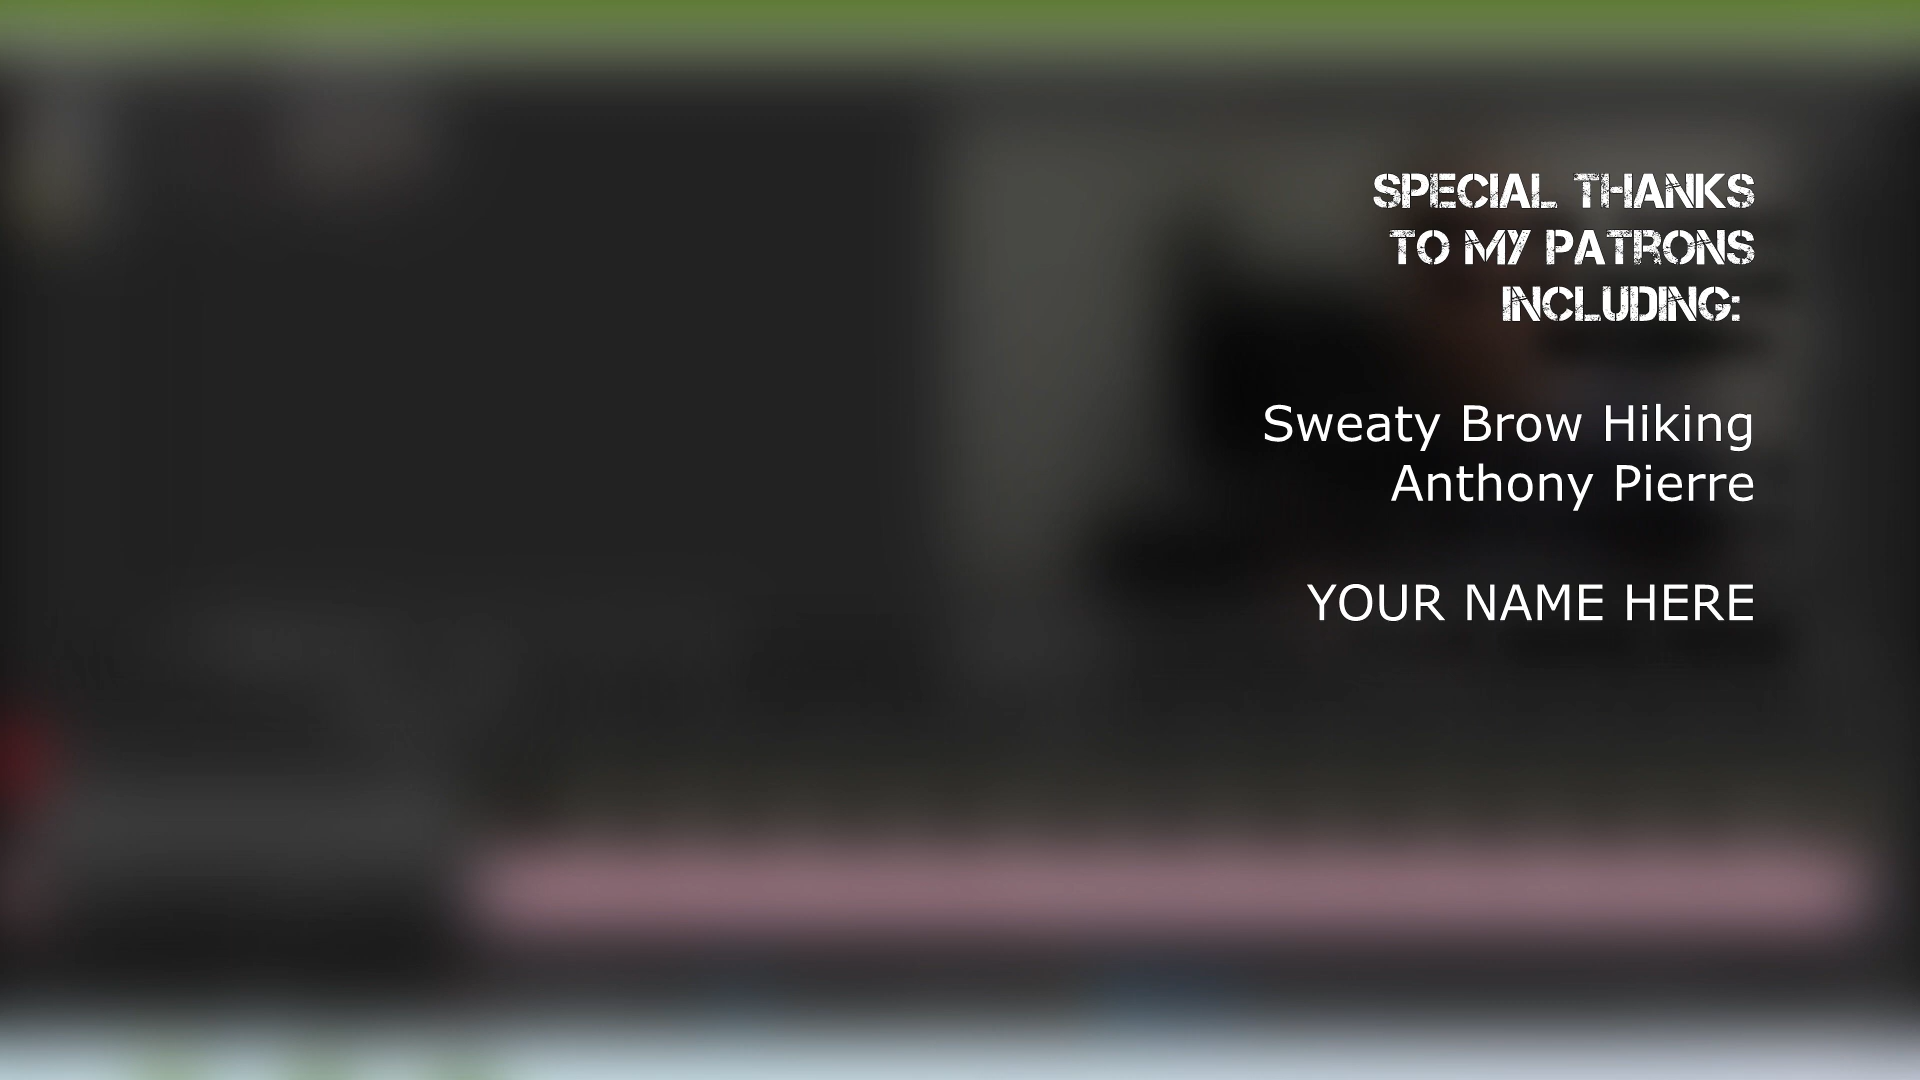 SPECIAL THANKS
TO MY PATRONS
INCLUDING:
Sweaty Brow Hiking
Anthony Pierre
YOUR NAME HERE